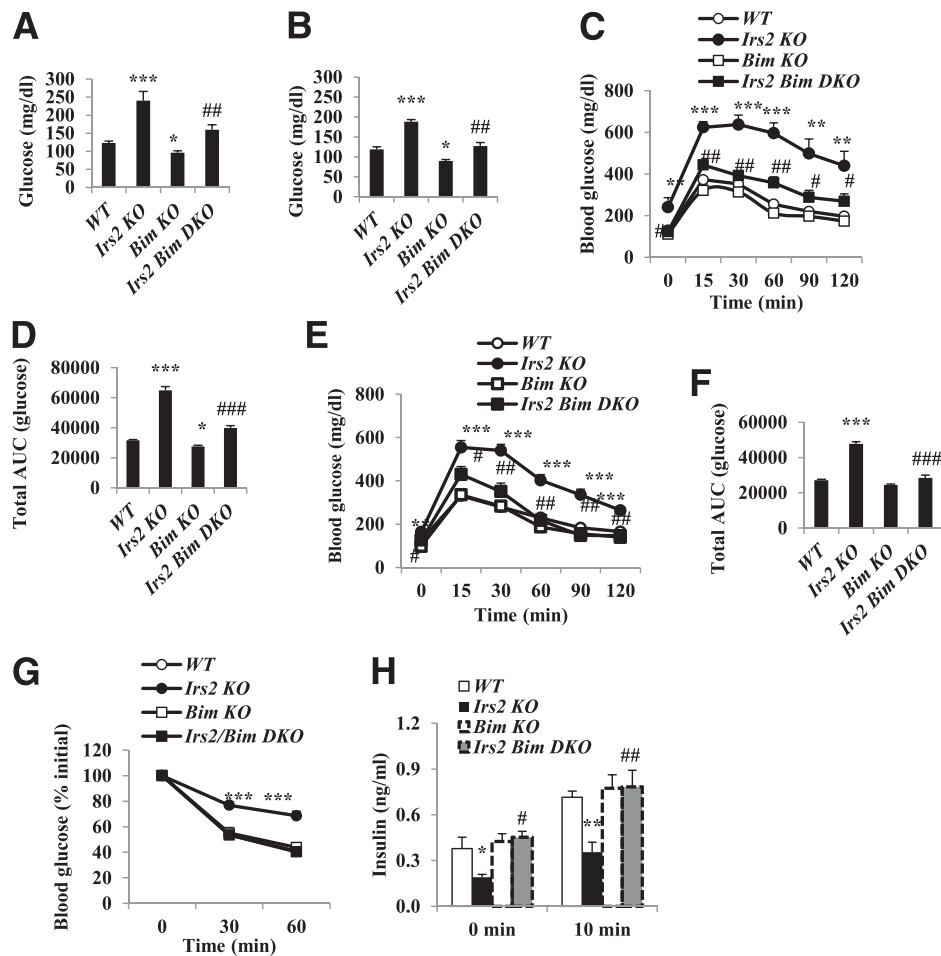 A
Glucose (mg/dl)
300
250
200
150
100
50
0
***
*
##
WT
Irs2 KO
Bim KO
Irs2 Bim DKO
B
Glucose (mg/dl)
300
250
200
150
100
50
0
***
*
##
WT
Irs2 KO
Bim KO
Irs2 Bim DKO
C
WT
Irs2 KO
Bim KO
Irs2 Bim DKO
Blood glucose (mg/dl)
800
600
400
200
0
*** *** *** ** **
**
## ## ## # #
#
0 15 30 60 90 120
Time (min)
D
Total AUC (glucose)
80000
60000
40000
20000
0
***
*
###
WT
Irs2 KO
Bim KO
Irs2 Bim DKO
E
WT
Irs2 KO
Bim KO
Irs2 Bim DKO
Blood glucose (mg/dl)
800
600
400
200
0
*** *** *** *** ***
**
# ## ## ## ##
#
0 15 30 60 90 120
Time (min)
F
Total AUC (glucose)
60000
40000
20000
0
***
###
WT
Irs2 KO
Bim KO
Irs2 Bim DKO
G
WT
Irs2 KO
Bim KO
Irs2/Bim DKO
Blood glucose (% initial)
120
100
80
60
40
20
0
*** ***
0 30 60
Time (min)
H
WT
Irs2 KO
Bim KO
Irs2 Bim DKO
Insulin (ng/ml)
1.2
0.9
0.6
0.3
0.0
* # ** ##
0 min 10 min